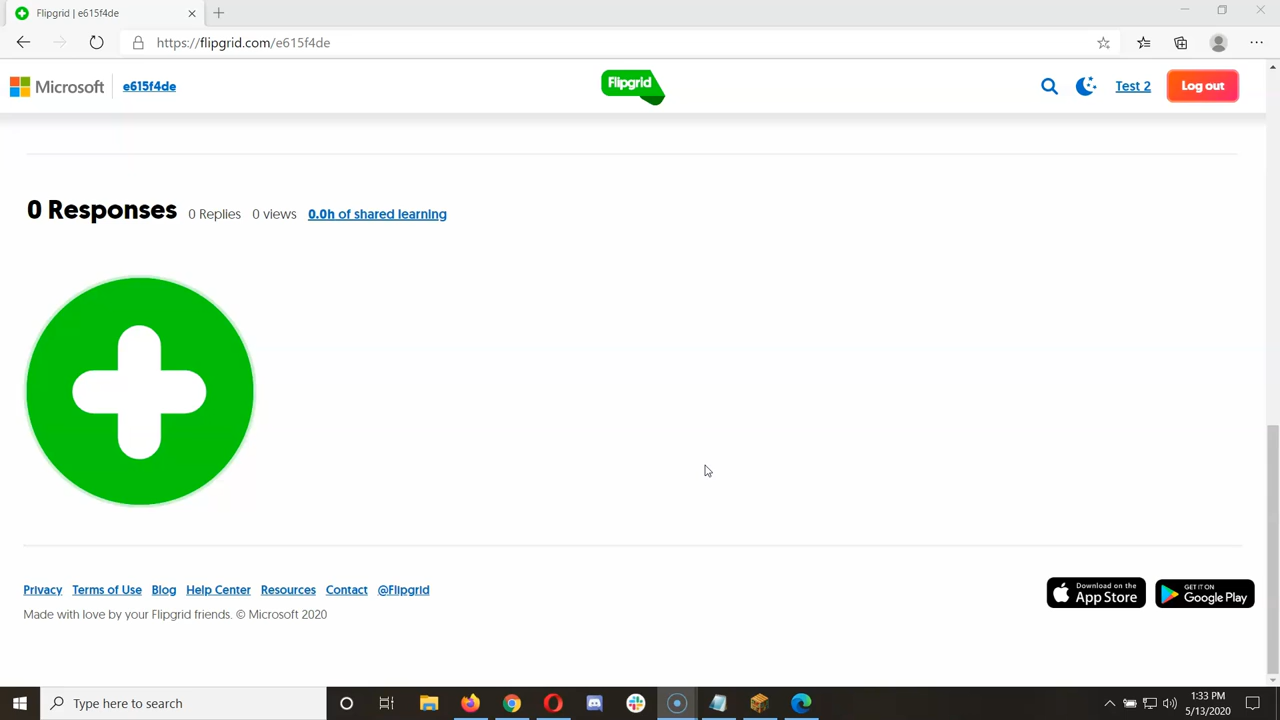 Flipgrid | e615f4de
https://flipgrid.com/e615f4de
Microsoft e615f4de Flipgrid Test 2 Log out
0 Responses 0 Replies 0 views 0.0h of shared learning
Privacy Terms of Use Blog Help Center Resources Contact @Flipgrid
Download on the App Store
GET IT ON Google Play
Made with love by your Flipgrid friends. © Microsoft 2020
Type here to search
1:33 PM
5/13/2020